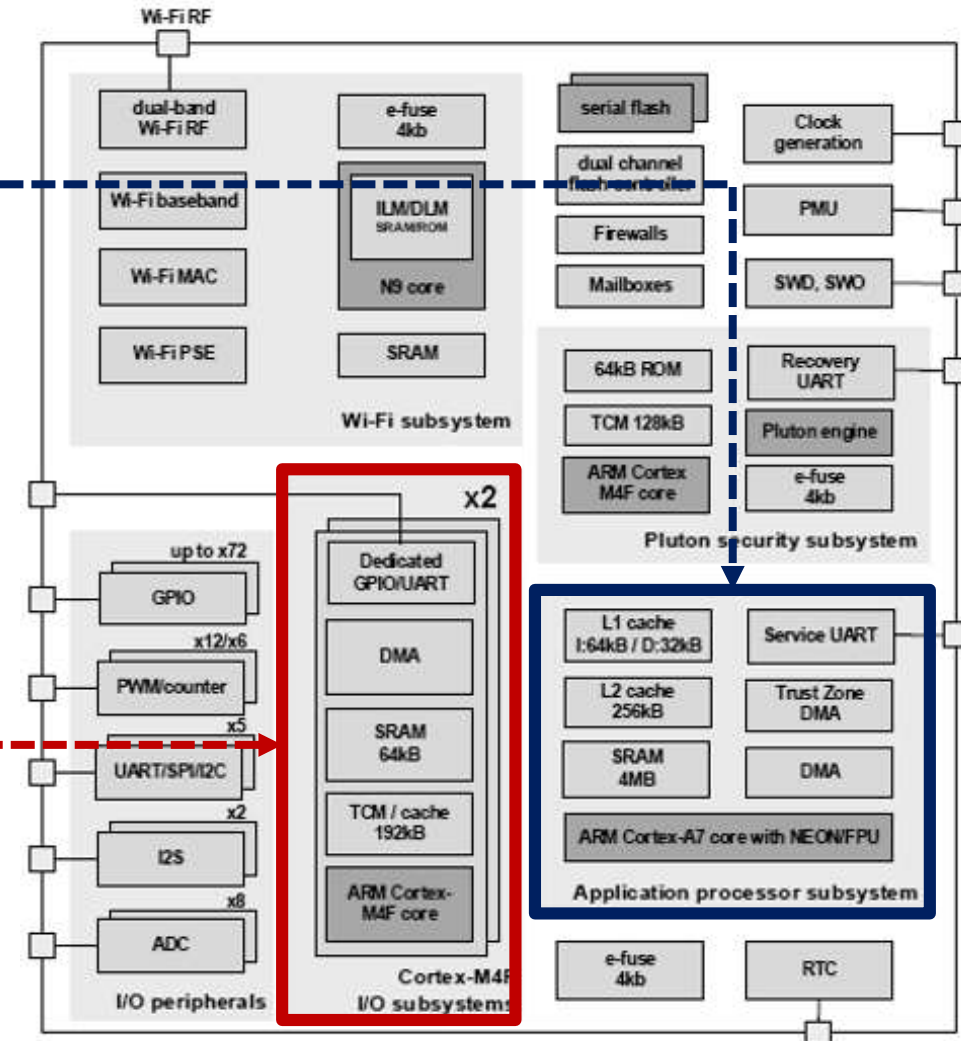 Wi-Fi RF
dual-band
Wi-Fi RF
e-fuse
4kb
Wi-Fi baseband
ILM/DLM
SRAM/ROM
N9 core
Wi-Fi MAC
Wi-Fi PSE
SRAM
Wi-Fi subsystem
serial flash
dual channel
flash controller
Firewalls
Mailboxes
Clock
generation
PMU
SWD, SWO
64kB ROM
TCM 128kB
ARM Cortex
M4F core
Recovery
UART
Pluton engine
e-fuse
4kb
Pluton security subsystem
up to x72
GPIO
x12/x6
PWM/counter
x5
UART/SPI/I2C
x2
I2S
x8
ADC
I/O peripherals
x2
Dedicated
GPIO/UART
DMA
SRAM
64kB
TCM / cache
192kB
ARM Cortex-
M4F core
Cortex-M4F
I/O subsystems
L1 cache
I:64kB / D:32kB
L2 cache
256kB
SRAM
4MB
Service UART
Trust Zone
DMA
DMA
ARM Cortex-A7 core with NEON/FPU
Application processor subsystem
e-fuse
4kb
RTC